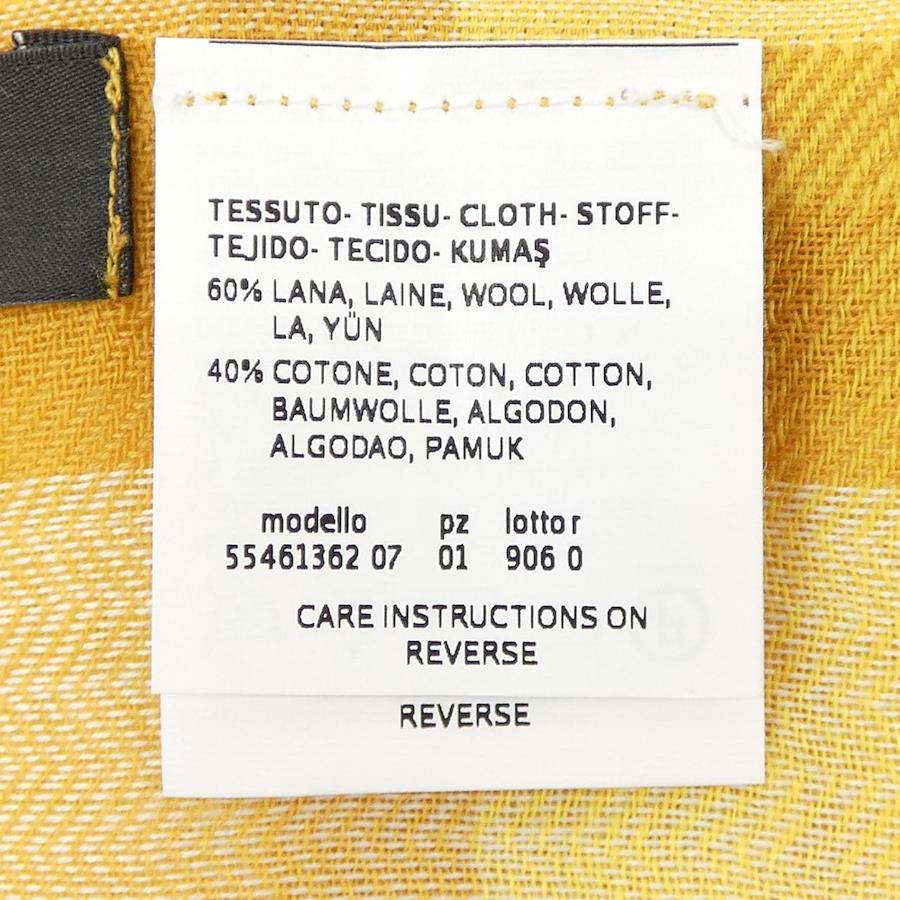 TESSUTO- TISSU- CLOTH- STOFF-
TEJIDO- TECIDO- KUMAŞ
60% LANA, LAINE, WOOL, WOLLE,
LA, YÜN
40% COTONE, COTON, COTTON,
BAUMWOLLE, ALGODON,
ALGODAO, PAMUK
modello pz lotto r
55461362 07 01 906 0
CARE INSTRUCTIONS ON
REVERSE
REVERSE